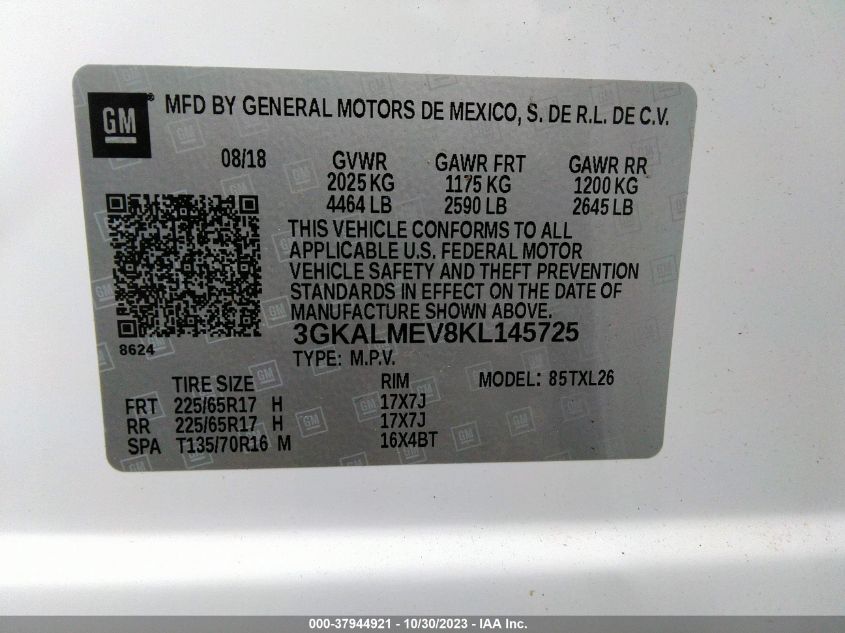 GM ® MFD BY GENERAL MOTORS DE MEXICO, S. DE R.L. DE C.V.
08/18 GVWR GAWR FRT GAWR RR
2025 KG 1175 KG 1200 KG
4464 LB 2590 LB 2645 LB
THIS VEHICLE CONFORMS TO ALL
APPLICABLE U.S. FEDERAL MOTOR
VEHICLE SAFETY AND THEFT PREVENTION
STANDARDS IN EFFECT ON THE DATE OF
MANUFACTURE SHOWN ABOVE.
8624 3GKALMEV8KL145725
TYPE: M.P.V.
TIRE SIZE RIM MODEL: 85TXL26
FRT 225/65R17 H 17X7J
RR 225/65R17 H 17X7J
SPA T135/70R16 M 16X4BT
000-37944921 - 10/30/2023 - IAA Inc.